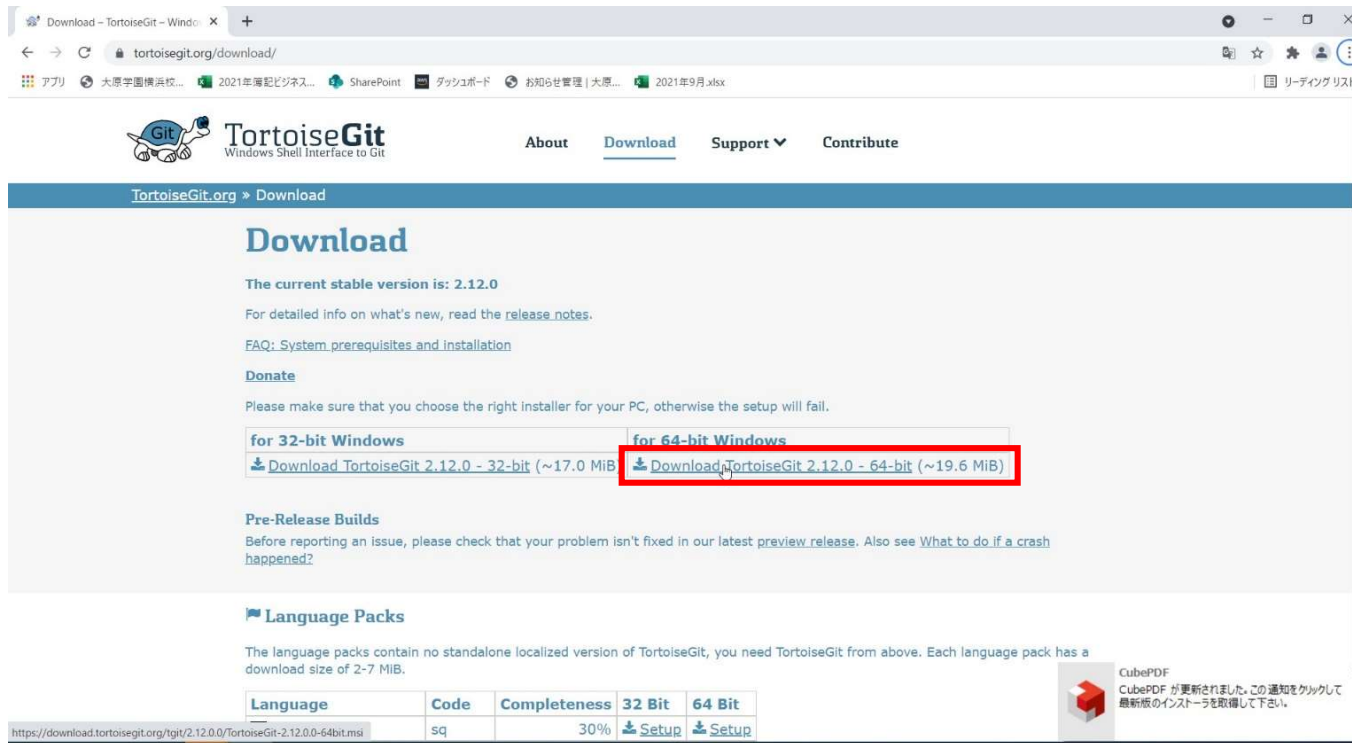 Download – TortoiseGit – Windo
tortoisegit.org/download/
アプリ 大原学園横浜校... 2021年簿記ビジネス... SharePoint ダッシュボード お知らせ管理 | 大原... 2021年9月.xlsx リーディング リスト
Git TortoiseGit
Windows Shell Interface to Git
About Download Support Contribute
TortoiseGit.org » Download
Download
The current stable version is: 2.12.0
For detailed info on what's new, read the release notes.
FAQ: System prerequisites and installation
Donate
Please make sure that you choose the right installer for your PC, otherwise the setup will fail.
for 32-bit Windows for 64-bit Windows
Download TortoiseGit 2.12.0 - 32-bit (~17.0 MiB) Download TortoiseGit 2.12.0 - 64-bit (~19.6 MiB)
Pre-Release Builds
Before reporting an issue, please check that your problem isn't fixed in our latest preview release. Also see What to do if a crash
happened?
Language Packs
The language packs contain no standalone localized version of TortoiseGit, you need TortoiseGit from above. Each language pack has a
download size of 2-7 MiB.
CubePDF
CubePDF が更新されました。この通知をクリックして
最新版のインストーラを取得して下さい。
Language Code Completeness 32 Bit 64 Bit
sq 30% Setup Setup
https://download.tortoisegit.org/tgit/2.12.0.0/TortoiseGit-2.12.0.0-64bit.msi